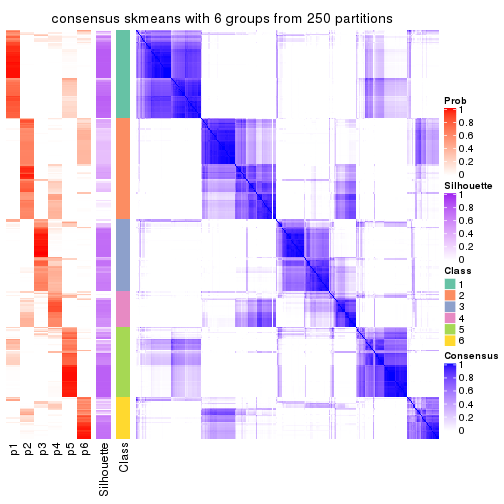 consensus skmeans with 6 groups from 250 partitions
Prob
1
0.8
0.6
0.4
0.2
0
Silhouette
1
0.8
0.6
0.4
0.2
0
Class
1
2
3
4
5
6
Consensus
1
0.8
0.6
0.4
0.2
0
p1
p2
p3
p4
p5
p6
Silhouette
Class